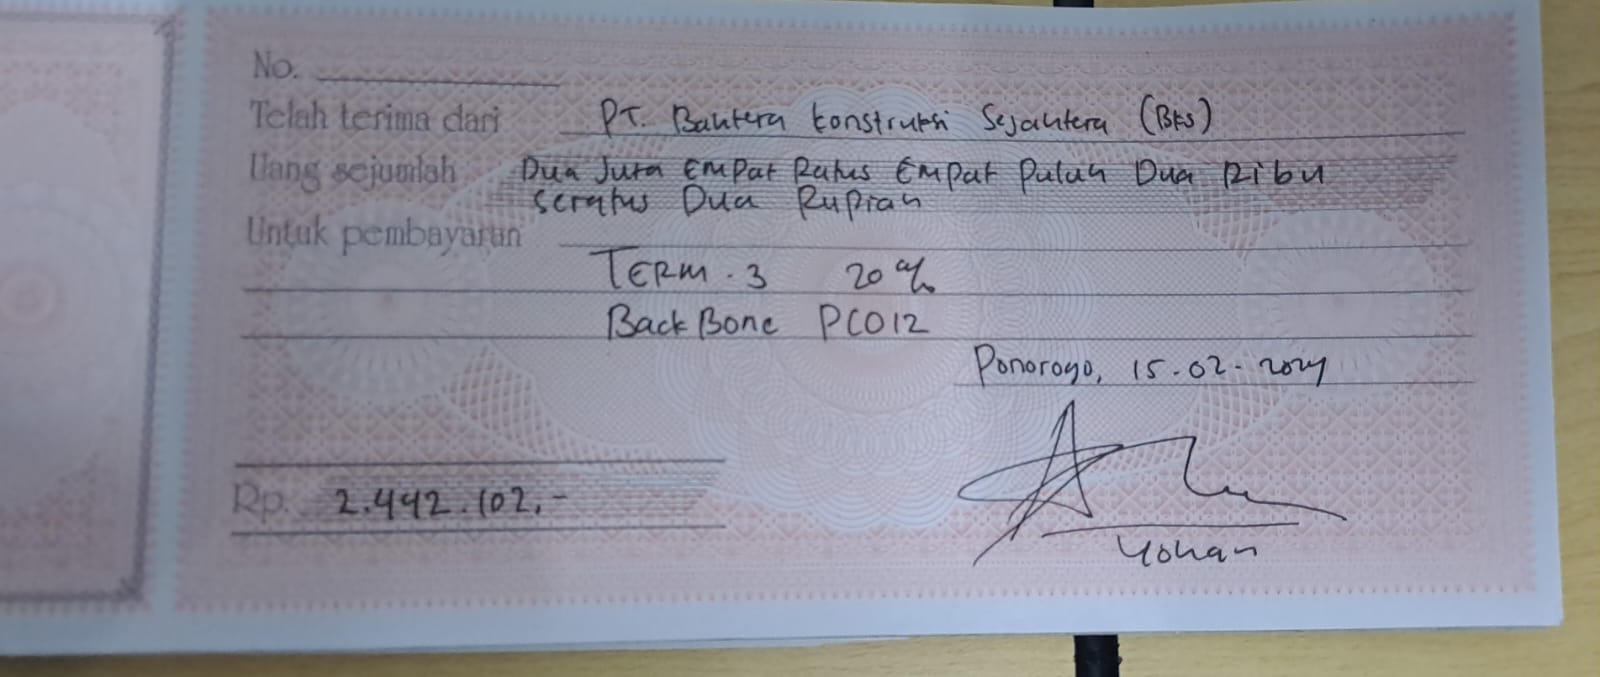 No.
Telah terima dari PT. Bahtera Konstruksi Sejahtera (BKS)
Uang sejumlah Dua Juta Empat Ratus Empat Puluh Dua Ribu
Seratus Dua Rupiah
Untuk pembayaran
TERM - 3 20 %
BackBone PCO12
Ponorogo, 15-02-2024
Rp. 2.442.102,-
Yohan